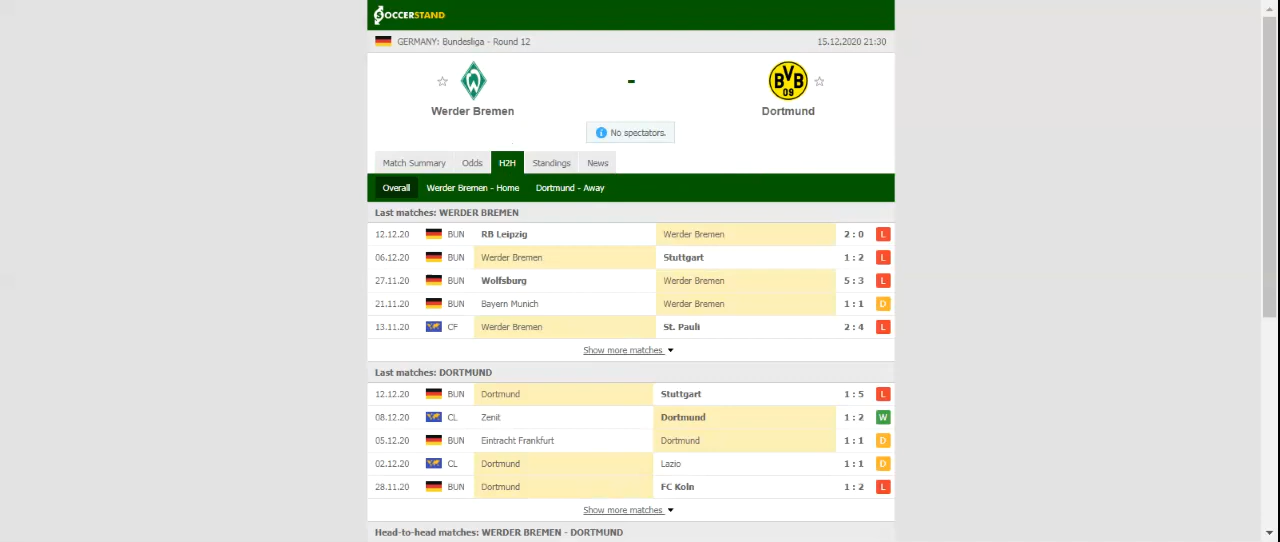 SOCCERSTAND
GERMANY: Bundesliga - Round 12 15.12.2020 21:30
-
BVB 09
Werder Bremen Dortmund
No spectators.
Match Summary Odds H2H Standings News
Overall Werder Bremen - Home Dortmund - Away
Last matches: WERDER BREMEN
12.12.20 BUN RB Leipzig Werder Bremen 2 : 0 L
06.12.20 BUN Werder Bremen Stuttgart 1 : 2 L
27.11.20 BUN Wolfsburg Werder Bremen 5 : 3 L
21.11.20 BUN Bayern Munich Werder Bremen 1 : 1 D
13.11.20 CF Werder Bremen St. Pauli 2 : 4 L
Show more matches
Last matches: DORTMUND
12.12.20 BUN Dortmund Stuttgart 1 : 5 L
08.12.20 CL Zenit Dortmund 1 : 2 W
05.12.20 BUN Eintracht Frankfurt Dortmund 1 : 1 D
02.12.20 CL Dortmund Lazio 1 : 1 D
28.11.20 BUN Dortmund FC Koln 1 : 2 L
Show more matches
Head-to-head matches: WERDER BREMEN - DORTMUND